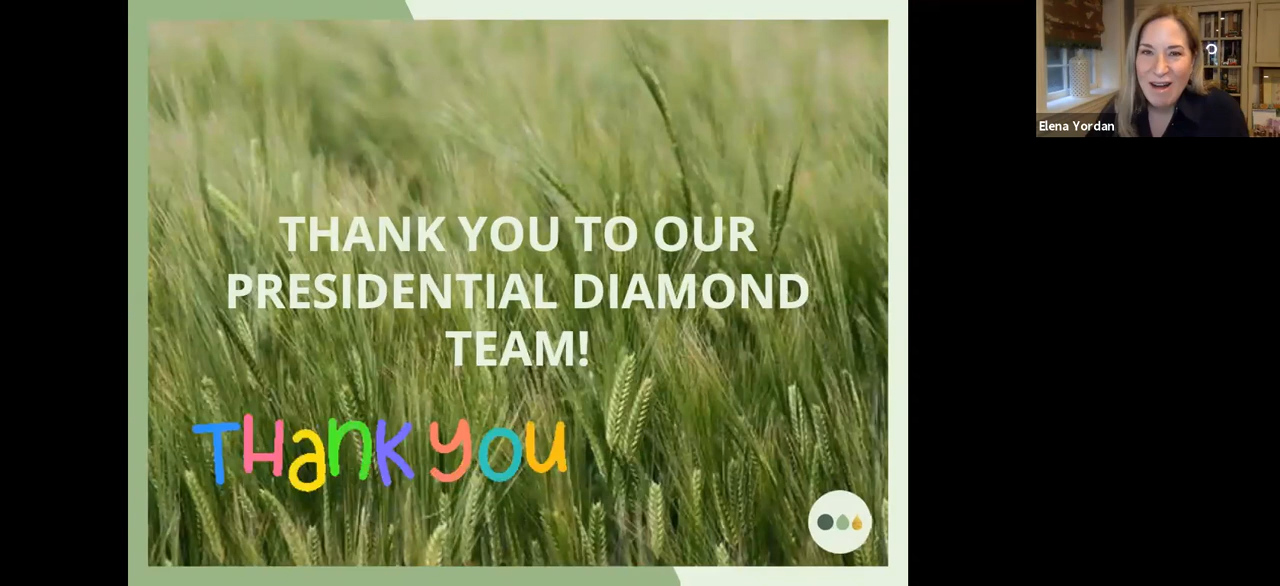 THANK YOU TO OUR
PRESIDENTIAL DIAMOND
TEAM!
THanK You
Elena Yordan